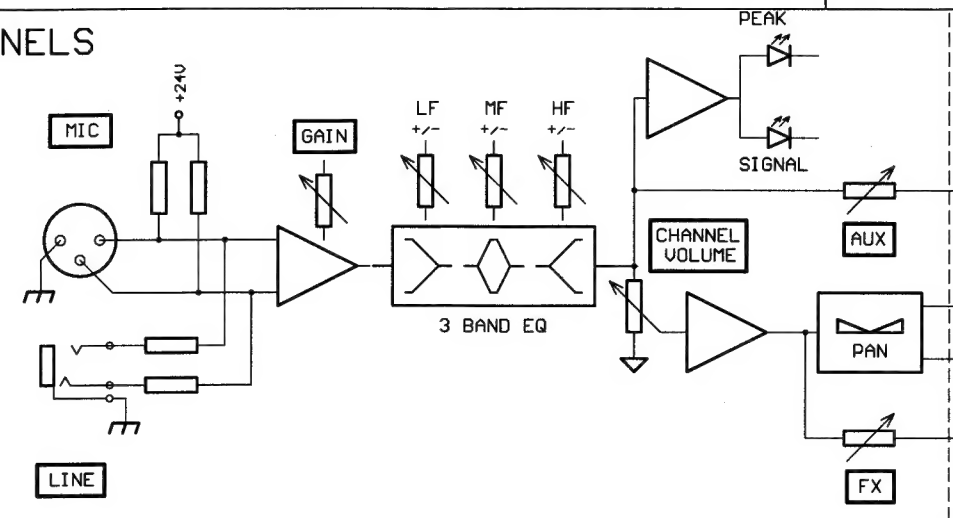 NELS
PEAK
+24V
MIC
GAIN
LF
+/-
MF
+/-
HF
+/-
SIGNAL
AUX
CHANNEL
VOLUME
3 BAND EQ
PAN
LINE
FX